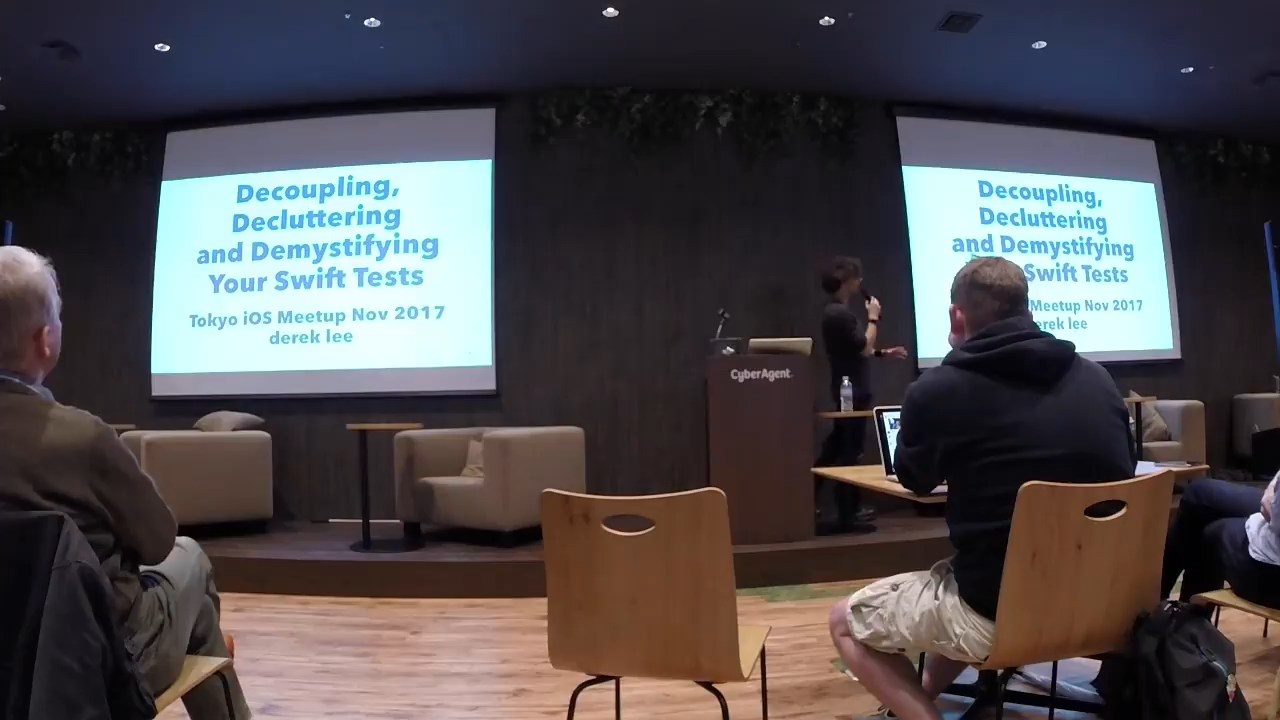 Decoupling,
Decluttering
and Demystifying
Your Swift Tests
Tokyo iOS Meetup Nov 2017
derek lee
CyberAgent.
Decoupling,
Decluttering
and Demystifying
Swift Tests
Meetup Nov 2017
derek lee